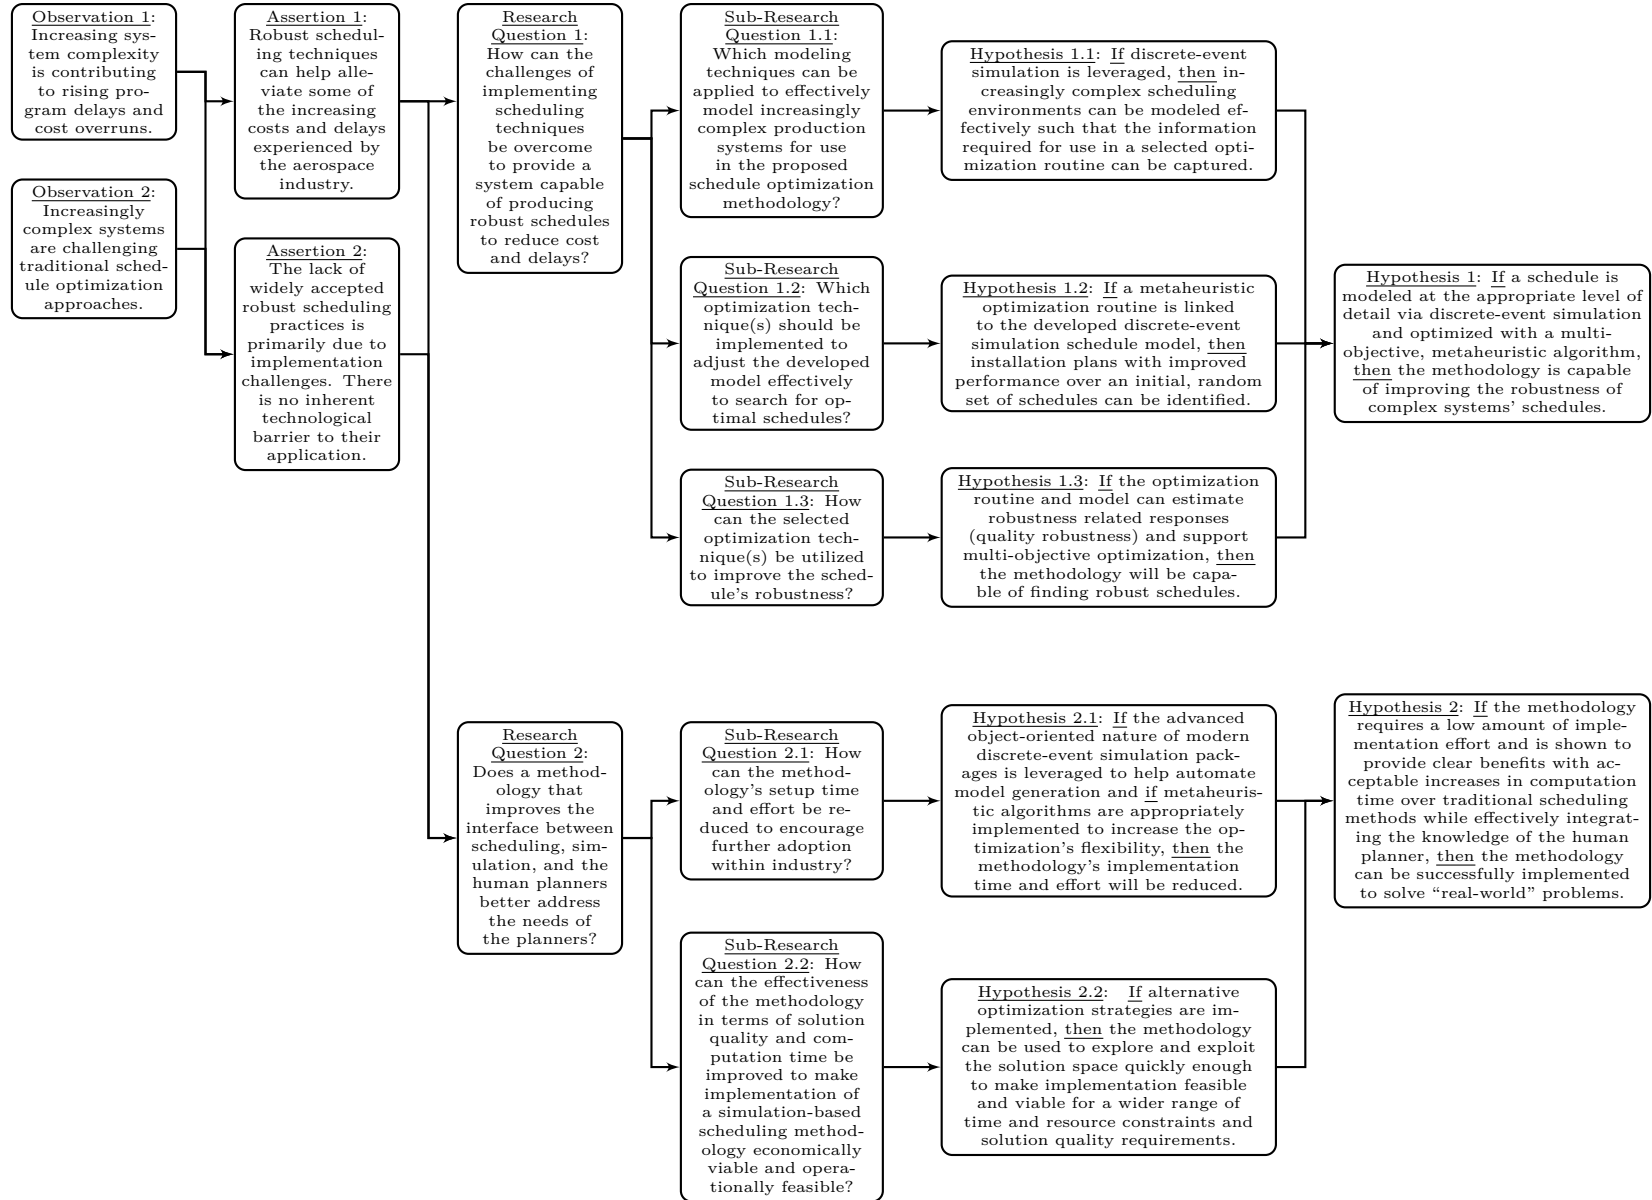 Observation 1:
Increasing sys-
tem complexity
is contributing
to rising pro-
gram delays and
cost overruns.
Observation 2:
Increasingly
complex systems
are challenging
traditional sched-
ule optimization
approaches.
Assertion 1:
Robust schedul-
ing techniques
can help alle-
viate some of
the increasing
costs and delays
experienced by
the aerospace
industry.
Assertion 2:
The lack of
widely accepted
robust scheduling
practices is
primarily due to
implementation
challenges. There
is no inherent
technological
barrier to their
application.
Research
Question 1:
How can the
challenges of
implementing
scheduling
techniques
be overcome
to provide a
system capable
of producing
robust schedules
to reduce cost
and delays?
Sub-Research
Question 1.1:
Which modeling
techniques can be
applied to effectively
model increasingly
complex production
systems for use
in the proposed
schedule optimization
methodology?
Hypothesis 1.1: If discrete-event
simulation is leveraged, then in-
creasingly complex scheduling
environments can be modeled ef-
fectively such that the information
required for use in a selected opti-
mization routine can be captured.
Sub-Research
Question 1.2: Which
optimization tech-
nique(s) should be
implemented to
adjust the developed
model effectively
to search for op-
timal schedules?
Hypothesis 1.2: If a metaheuristic
optimization routine is linked
to the developed discrete-event
simulation schedule model, then
installation plans with improved
performance over an initial, random
set of schedules can be identified.
Sub-Research
Question 1.3: How
can the selected
optimization tech-
nique(s) be utilized
to improve the sched-
ule's robustness?
Hypothesis 1.3: If the optimization
routine and model can estimate
robustness related responses
(quality robustness) and support
multi-objective optimization, then
the methodology will be capa-
ble of finding robust schedules.
Hypothesis 1: If a schedule is
modeled at the appropriate level of
detail via discrete-event simulation
and optimized with a multi-
objective, metaheuristic algorithm,
then the methodology is capable
of improving the robustness of
complex systems' schedules.
Research
Question 2:
Does a method-
ology that
improves the
interface between
scheduling, sim-
ulation, and the
human planners
better address
the needs of
the planners?
Sub-Research
Question 2.1: How
can the method-
ology's setup time
and effort be re-
duced to encourage
further adoption
within industry?
Hypothesis 2.1: If the advanced
object-oriented nature of modern
discrete-event simulation pack-
ages is leveraged to help automate
model generation and if metaheuris-
tic algorithms are appropriately
implemented to increase the op-
timization's flexibility, then the
methodology's implementation
time and effort will be reduced.
Sub-Research
Question 2.2: How
can the effectiveness
of the methodology
in terms of solution
quality and com-
putation time be
improved to make
implementation of
a simulation-based
scheduling method-
ology economically
viable and opera-
tionally feasible?
Hypothesis 2.2: If alternative
optimization strategies are im-
plemented, then the methodology
can be used to explore and exploit
the solution space quickly enough
to make implementation feasible
and viable for a wider range of
time and resource constraints and
solution quality requirements.
Hypothesis 2: If the methodology
requires a low amount of imple-
mentation effort and is shown to
provide clear benefits with ac-
ceptable increases in computation
time over traditional scheduling
methods while effectively integrat-
ing the knowledge of the human
planner, then the methodology
can be successfully implemented
to solve “real-world” problems.